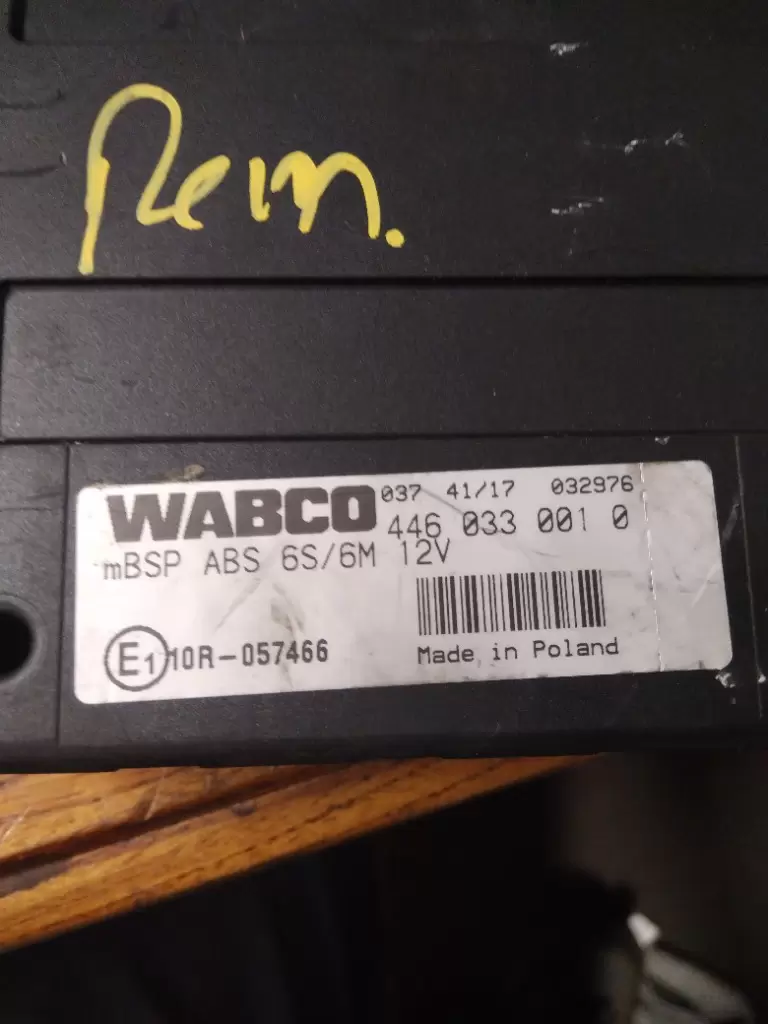 Rem.
WABCO 037 41/17 032976
446 033 001 0
mBSP ABS 6S/6M 12V
E1 10R-057466
Made in Poland